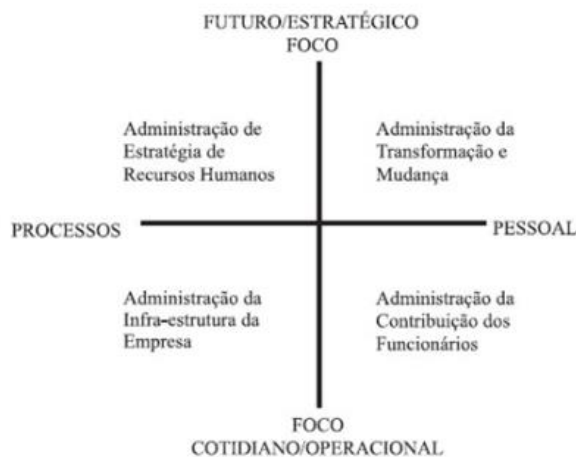 FUTURO/ESTRATÉGICO
FOCO
Administração de
Estratégia de
Recursos Humanos
Administração da
Transformação e
Mudança
PROCESSOS
PESSOAL
Administração da
Infra-estrutura da
Empresa
Administração da
Contribuição dos
Funcionários
FOCO
COTIDIANO/OPERACIONAL